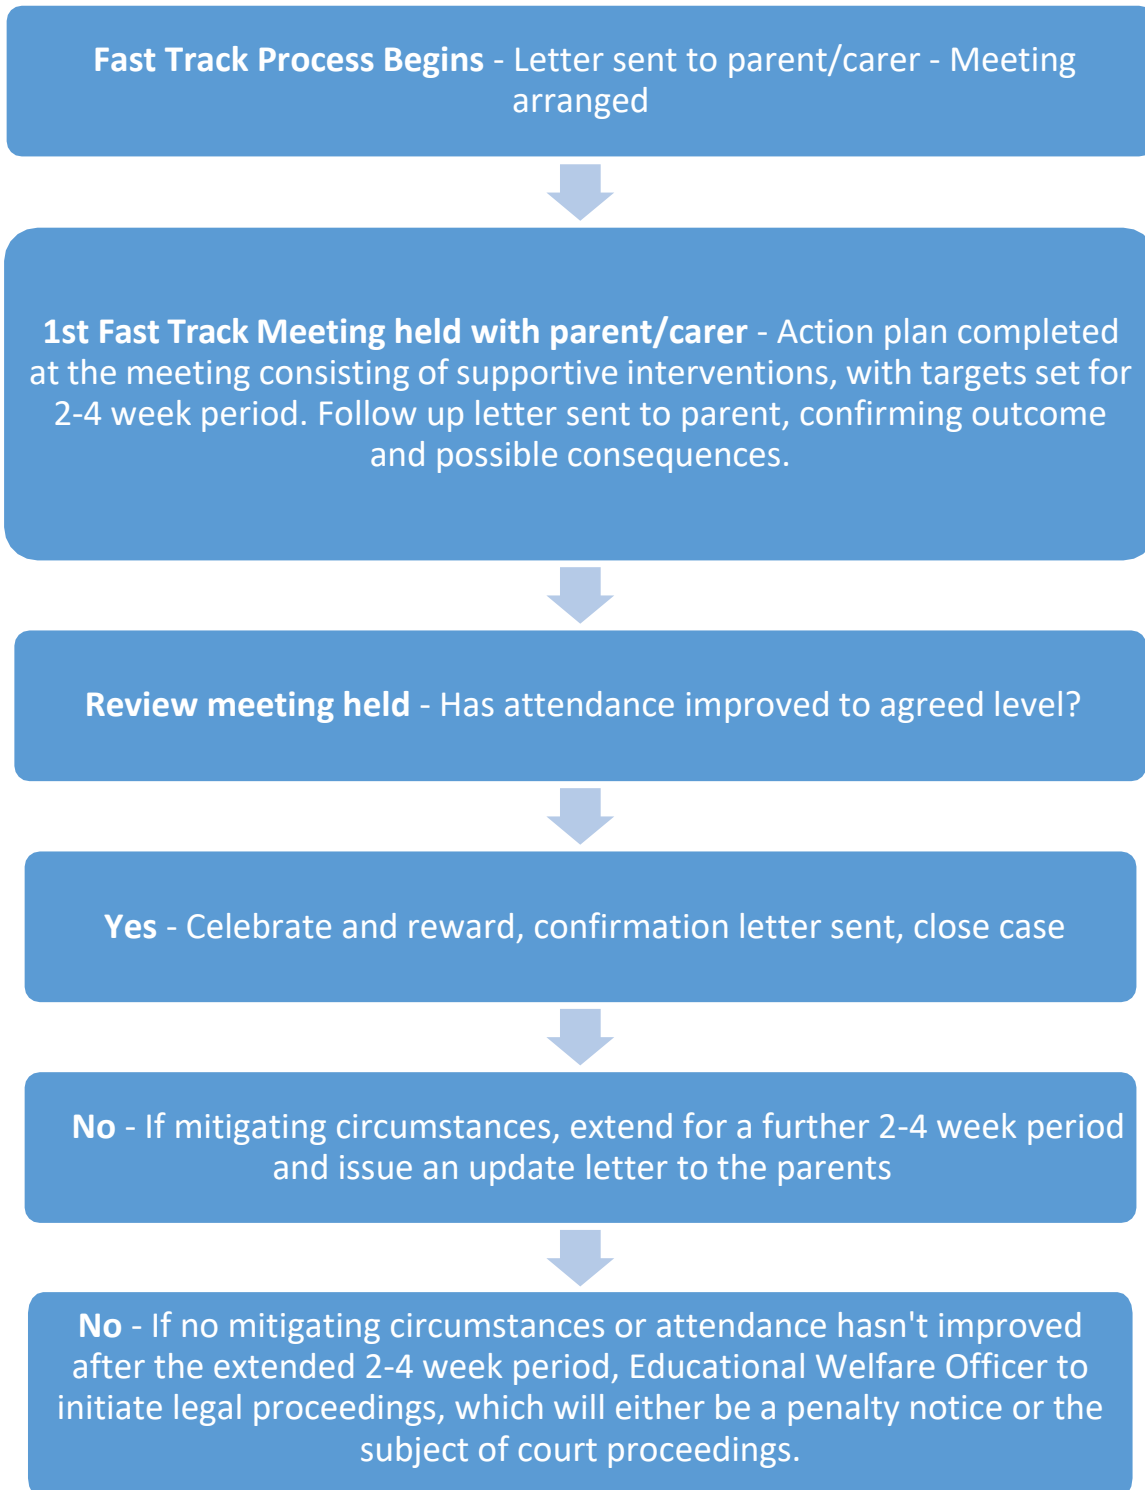 Fast Track Process Begins - Letter sent to parent/carer - Meeting
arranged
1st Fast Track Meeting held with parent/carer - Action plan completed
at the meeting consisting of supportive interventions, with targets set for
2-4 week period. Follow up letter sent to parent, confirming outcome
and possible consequences.
Review meeting held - Has attendance improved to agreed level?
Yes - Celebrate and reward, confirmation letter sent, close case
No - If mitigating circumstances, extend for a further 2-4 week period
and issue an update letter to the parents
No - If no mitigating circumstances or attendance hasn't improved
after the extended 2-4 week period, Educational Welfare Officer to
initiate legal proceedings, which will either be a penalty notice or the
subject of court proceedings.